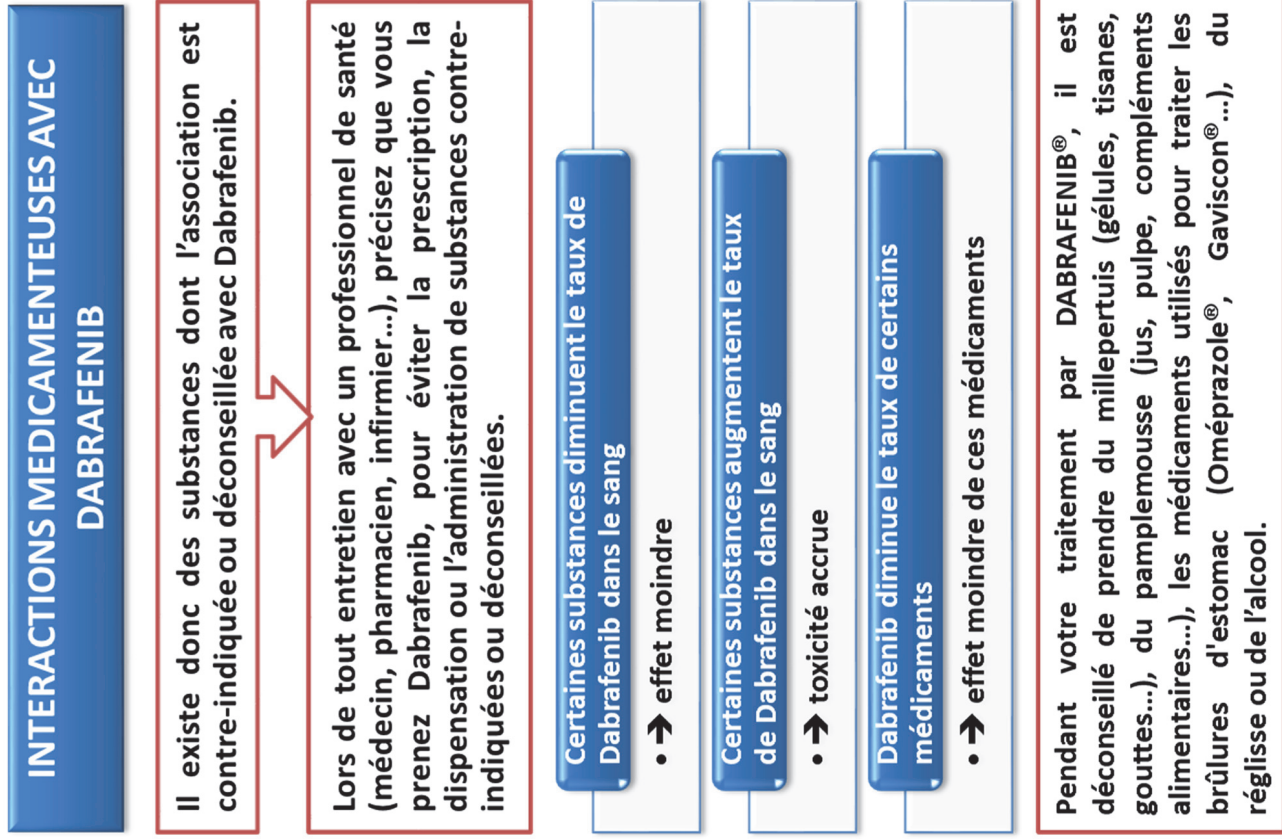 INTERACTIONS MEDICAMENTEUSES AVEC
DABRAFENIB
Il existe donc des substances dont l'association est
contre-indiquée ou déconseillée avec Dabrafenib.
Lors de tout entretien avec un professionnel de santé
(médecin, pharmacien, infirmier...), précisez que vous
prenez Dabrafenib, pour éviter la prescription, la
dispensation ou l'administration de substances contre-
indiquées ou déconseillées.
Certaines substances diminuent le taux de
Dabrafenib dans le sang
• → effet moindre
Certaines substances augmentent le taux
de Dabrafenib dans le sang
• → toxicité accrue
Dabrafenib diminue le taux de certains
médicaments
• → effet moindre de ces médicaments
Pendant votre traitement par DABRAFENIB®, il est
déconseillé de prendre du millepertuis (gélules, tisanes,
gouttes...), du pamplemousse (jus, pulpe, compléments
alimentaires...), les médicaments utilisés pour traiter les
brûlures d'estomac (Oméprazole®, Gaviscon®...), du
réglisse ou de l'alcool.